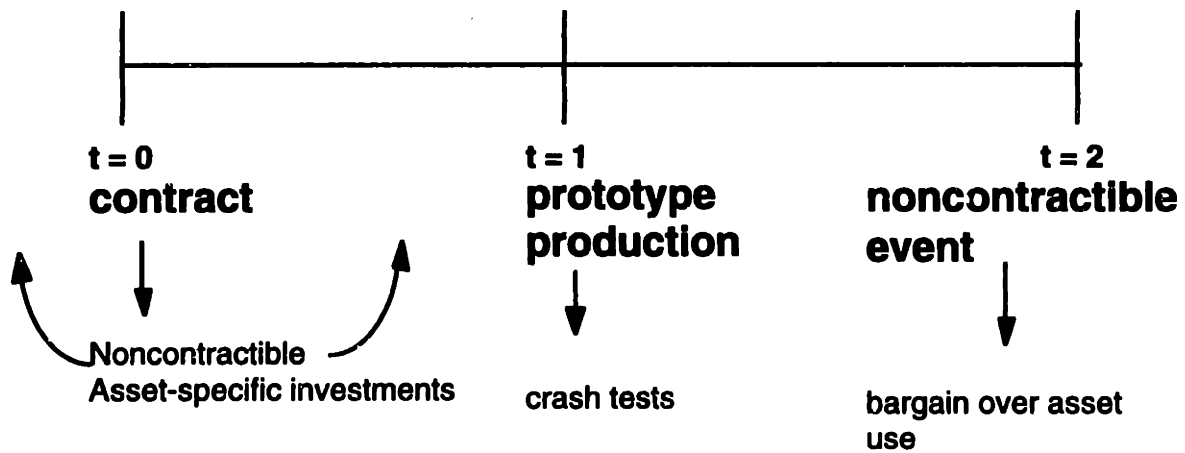 t = 0
contract
Noncontractible
Asset-specific investments
t = 1
prototype
production
crash tests
t = 2
noncontractible
event
bargain over asset
use